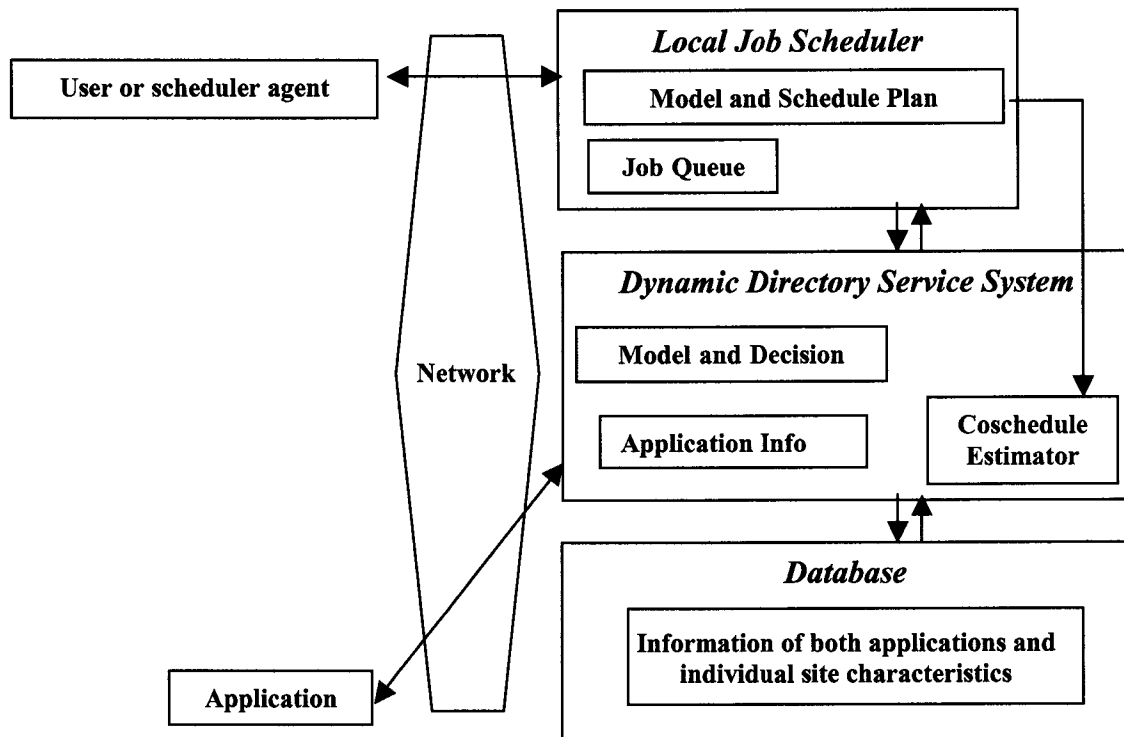 Local Job Scheduler
User or scheduler agent
Model and Schedule Plan
Job Queue
Dynamic Directory Service System
Model and Decision
Network
Application Info
Coschedule
Estimator
Database
Information of both applications and
individual site characteristics
Application